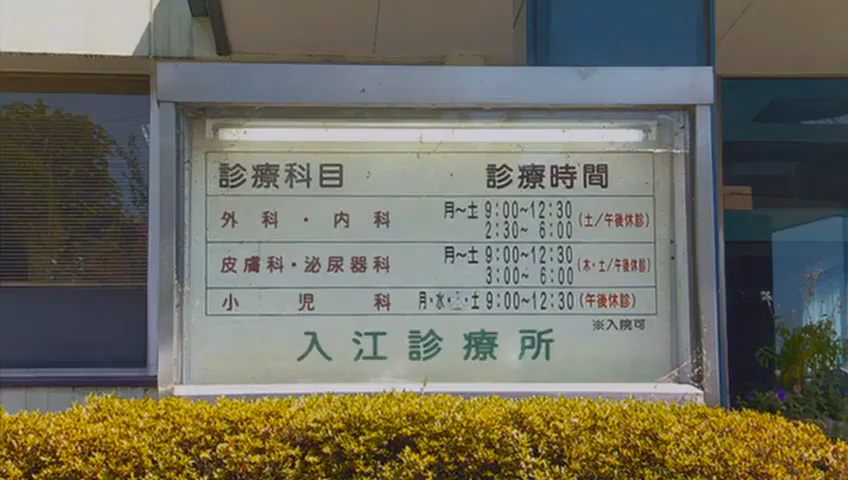 診療科目 診療時間
外科・内科 月～土 9:00～12:30 (土／午後休診)
2:30～ 6:00
皮膚科・泌尿器科 月～土 9:00～12:30 (木・土／午後休診)
3:00～ 6:00
小児科 月・水・・土 9:00～12:30 (午後休診)
※入院可
入江診療所